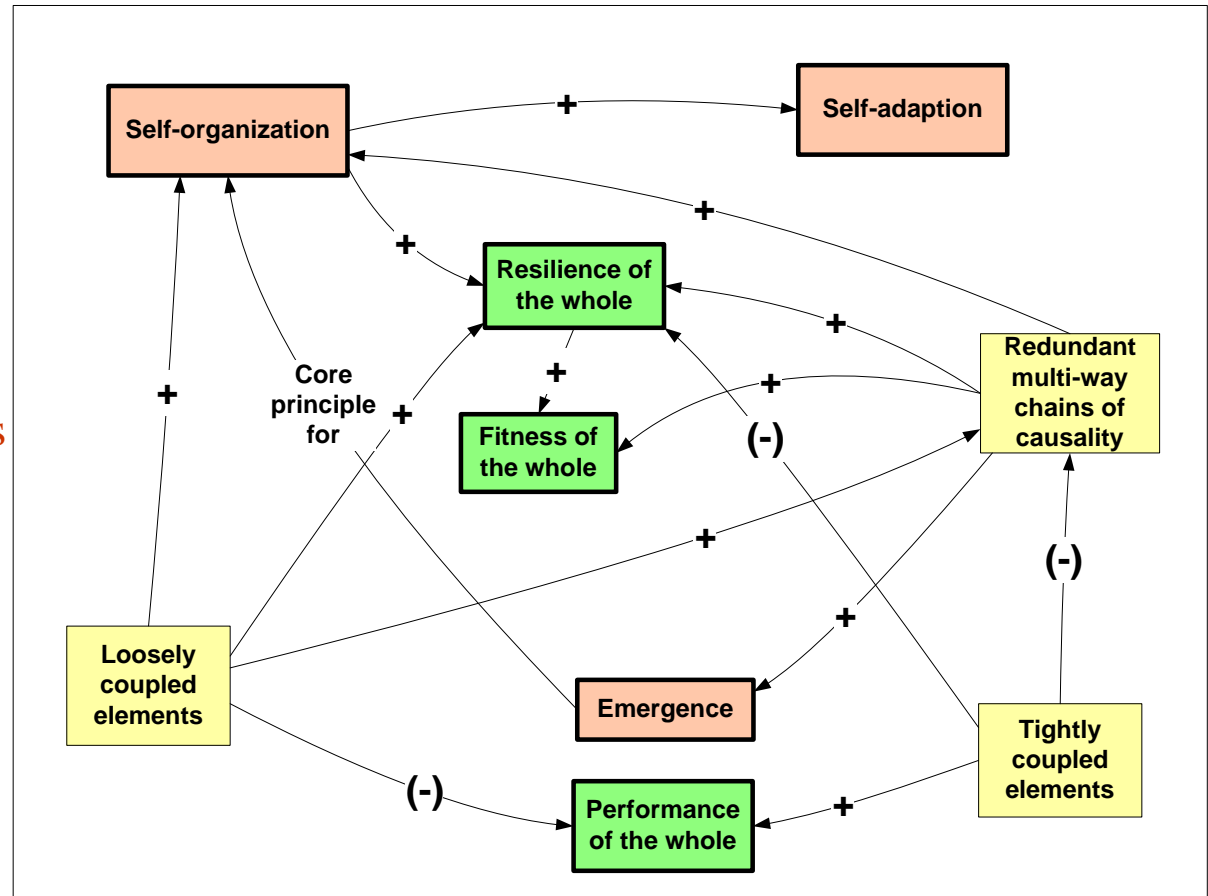 Self-organization
+
Self-adaption
+
+
Resilience of
the whole
+
Redundant
multi-way
chains of
causality
Core
principle
for
+
+
+
+
(-)
Fitness of
the whole
s
+
(-)
+
Loosely
coupled
elements
Emergence
Tightly
coupled
elements
(-)
+
Performance
of the whole